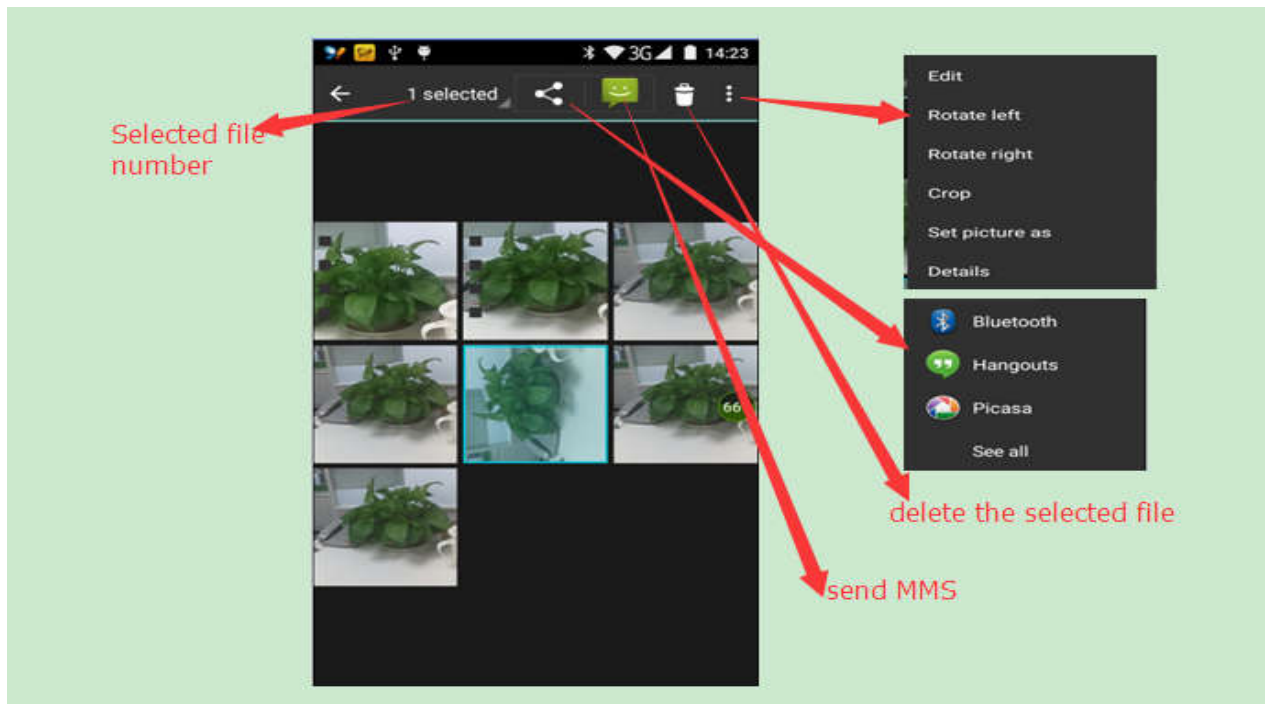 3G 14:23
1 selected
Selected file
number
66
Edit
Rotate left
Rotate right
Crop
Set picture as
Details
Bluetooth
Hangouts
Picasa
See all
delete the selected file
send MMS